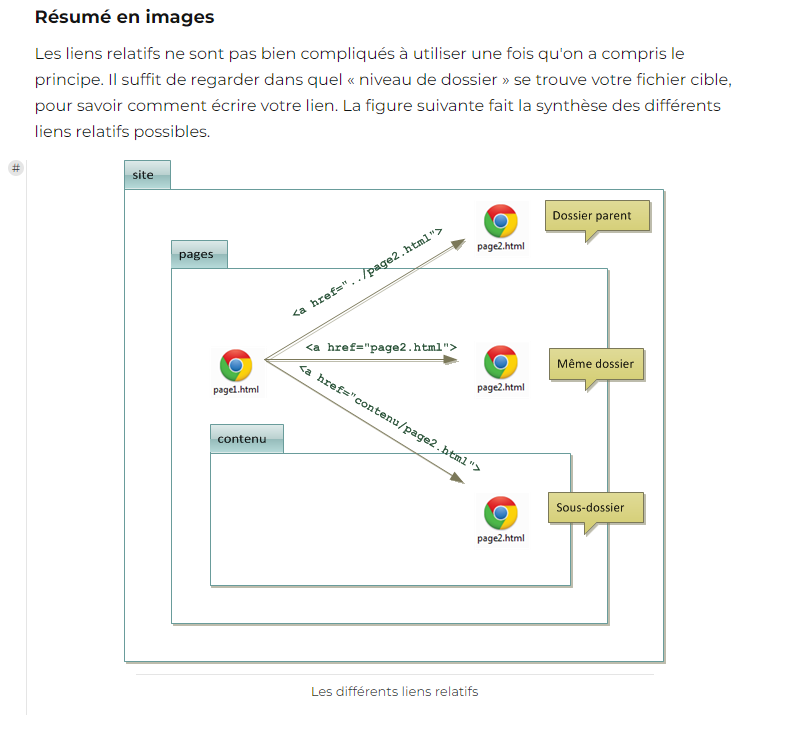 Résumé en images
Les liens relatifs ne sont pas bien compliqués à utiliser une fois qu'on a compris le
principe. Il suffit de regarder dans quel « niveau de dossier » se trouve votre fichier cible,
pour savoir comment écrire votre lien. La figure suivante fait la synthèse des différents
liens relatifs possibles.
#
site
Dossier parent
page2.html
<a href="../page2.html">
pages
<a href="page2.html">
Même dossier
page1.html
page2.html
<a href="contenu/page2.html">
contenu
Sous-dossier
page2.html
Les différents liens relatifs